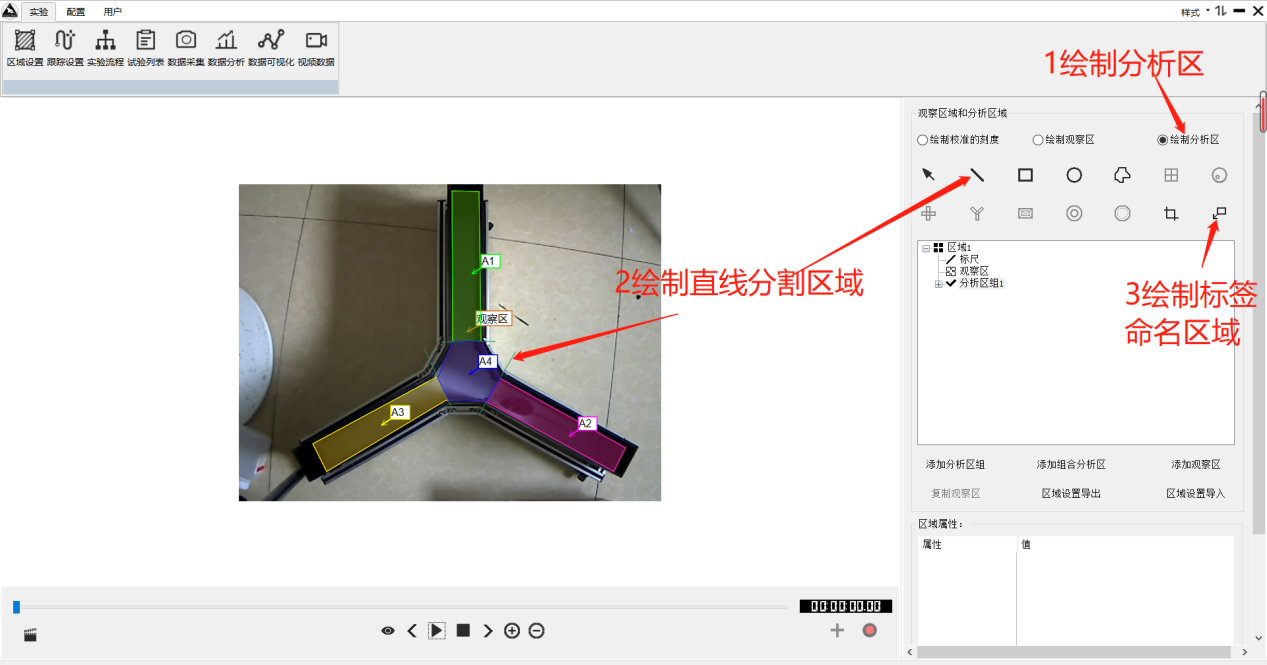 实验 配置 用户
样式
区域设置 跟踪设置 实验流程 试验列表 数据采集 数据分析 数据可视化 视频数据
1绘制分析区
观察区域和分析区域
绘制校准的刻度 绘制观察区 绘制分析区
2绘制直线分割区域
3绘制标签
命名区域
A1
观察区
A4
A3
A2
区域1
标尺
观察区
分析区组1
添加分析区组 添加组合分析区 添加观察区
复制观察区 区域设置导出 区域设置导入
区域属性：
属性 值
00:00:00.00